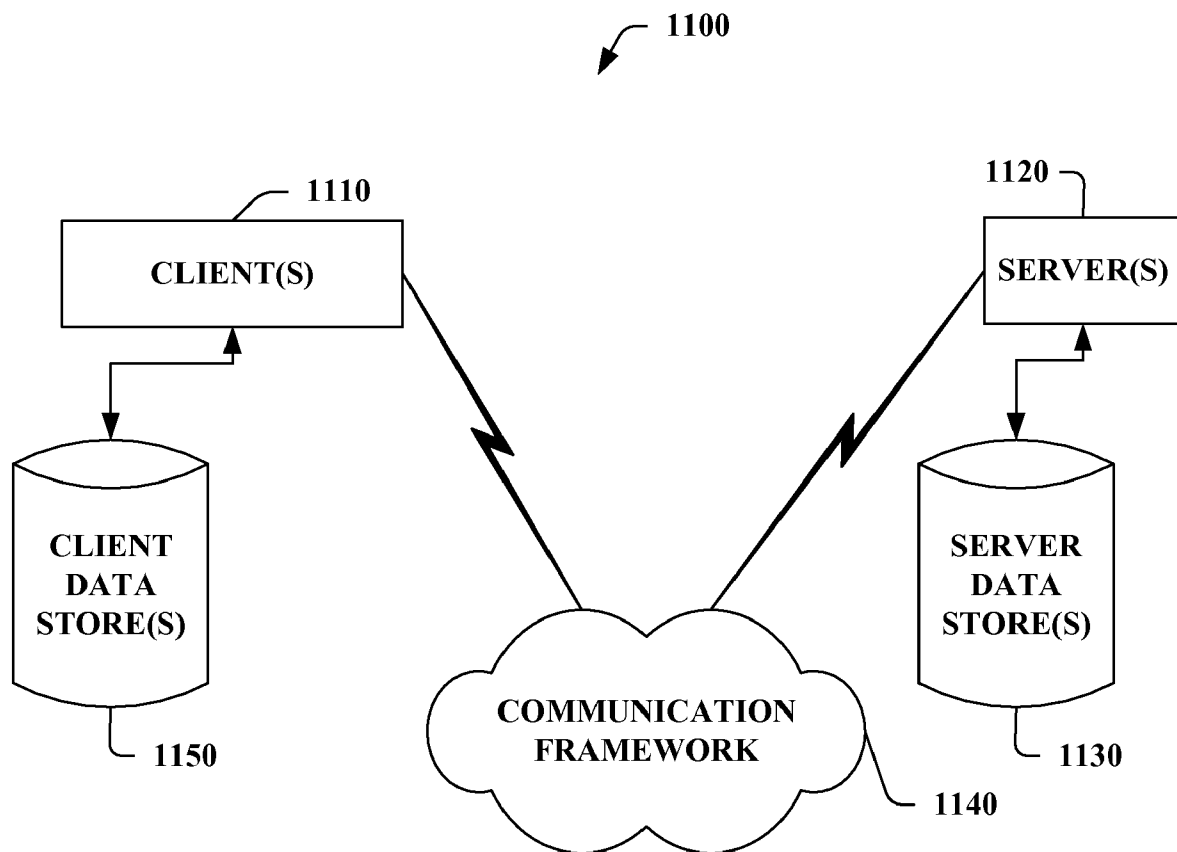 1100
1110
1120
CLIENT(S)
SERVER(S)
CLIENT
DATA
STORE(S)
SERVER
DATA
STORE(S)
COMMUNICATION
FRAMEWORK
1150
1130
1140